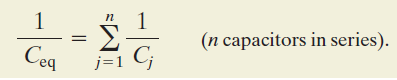 1/C_eq = Σ_{j=1}^{n} 1/C_j (n capacitors in series).